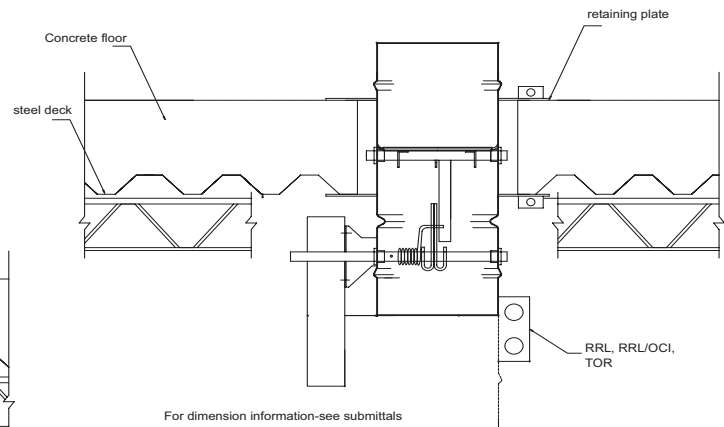 retaining plate
Concrete floor
steel deck
RRL, RRL/OCI,
TOR
For dimension information-see submittals